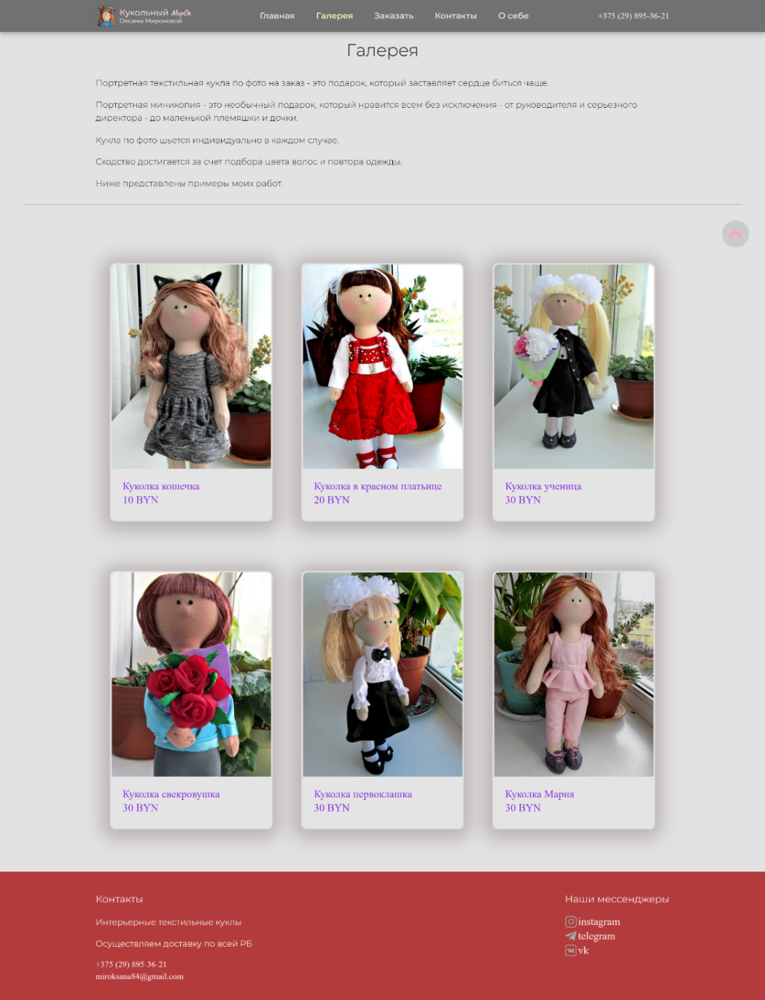 Кукольный МирОк
Оксаны Мироновой
Главная Галерея Заказать Контакты О себе
+375 (29) 895-36-21
Галерея
Портретная текстильная кукла по фото на заказ - это подарок, который заставляет сердце биться чаще.
Портретная миникопия - это необычный подарок, который нравится всем без исключения - от руководителя и серьезного
директора - до маленькой племяшки и дочки.
Кукла по фото шьется индивидуально в каждом случае.
Сходство достигается за счет подбора цвета волос и повтора одежды.
Ниже представлены примеры моих работ.
Куколка кошечка
10 BYN
Куколка в красном платьице
20 BYN
Куколка ученица
30 BYN
Куколка свекровушка
30 BYN
Куколка первоклашка
30 BYN
Куколка Мария
30 BYN
Контакты
Интерьерные текстильные куклы
Осуществляем доставку по всей РБ
+375 (29) 895-36-21
miroksana84@gmail.com
Наши мессенджеры
instagram
telegram
vk